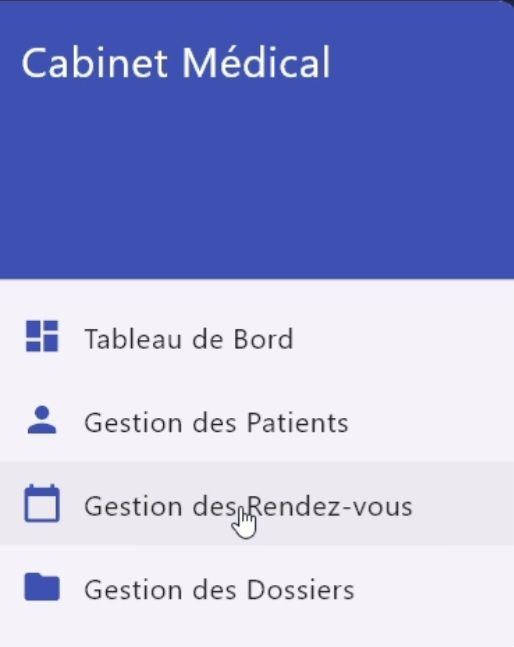 Cabinet Médical
Tableau de Bord
Gestion des Patients
Gestion des Rendez-vous
Gestion des Dossiers